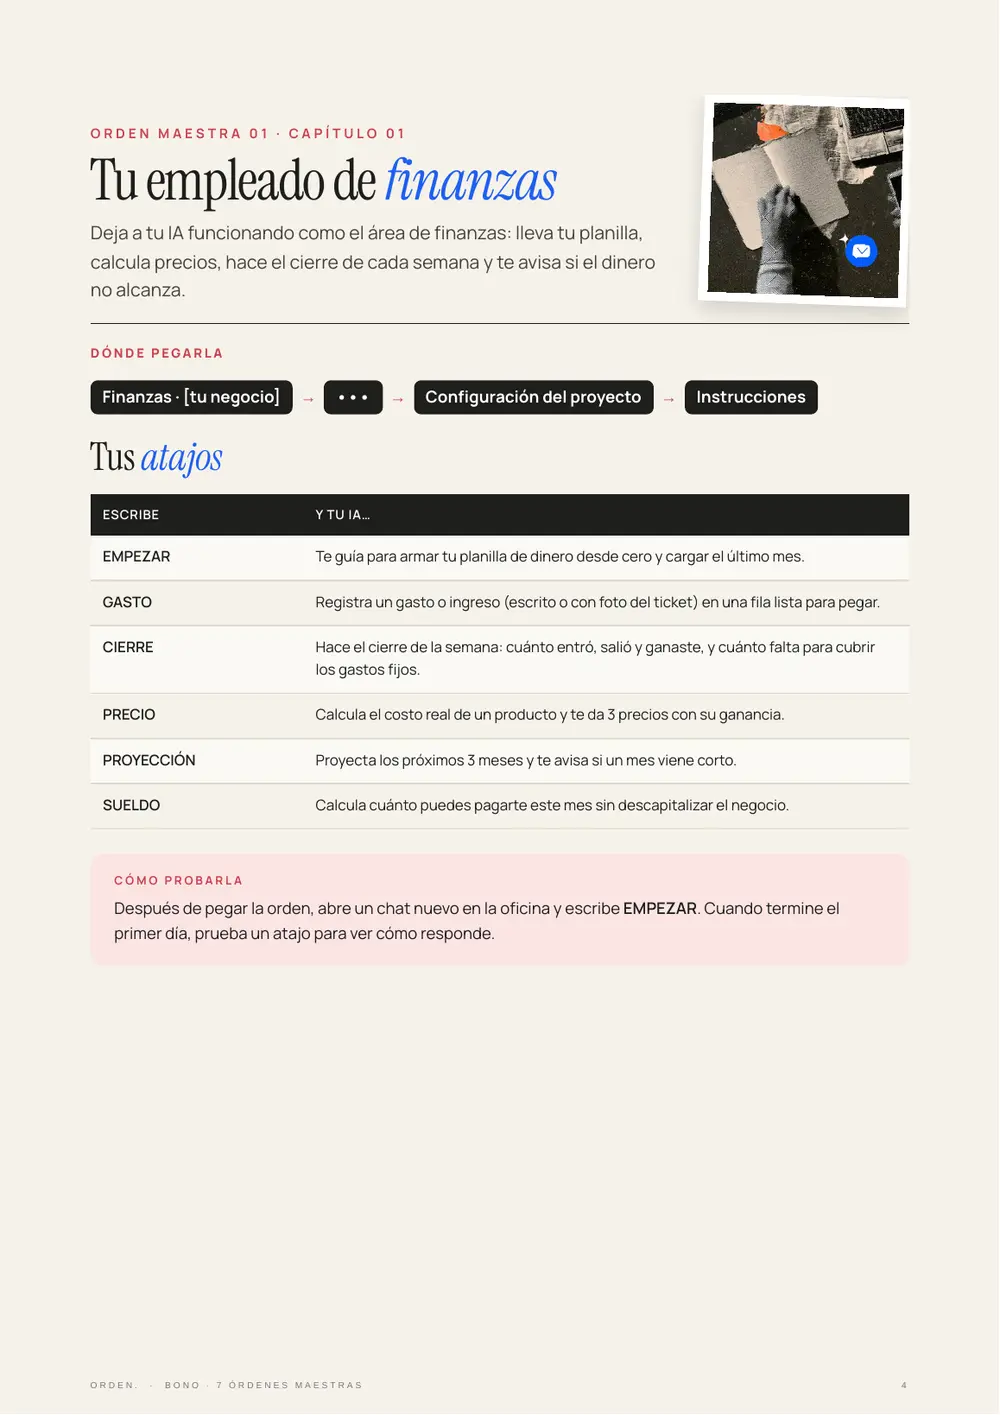 ORDEN MAESTRA 01 · CAPÍTULO 01
Tu empleado de finanzas
Deja a tu IA funcionando como el área de finanzas: lleva tu planilla,
calcula precios, hace el cierre de cada semana y te avisa si el dinero
no alcanza.
DÓNDE PEGARLA
Finanzas · [tu negocio] → ••• → Configuración del proyecto → Instrucciones
Tus atajos
ESCRIBE Y TU IA…
EMPEZAR Te guía para armar tu planilla de dinero desde cero y cargar el último mes.
GASTO Registra un gasto o ingreso (escrito o con foto del ticket) en una fila lista para pegar.
CIERRE Hace el cierre de la semana: cuánto entró, salió y ganaste, y cuánto falta para cubrir
los gastos fijos.
PRECIO Calcula el costo real de un producto y te da 3 precios con su ganancia.
PROYECCIÓN Proyecta los próximos 3 meses y te avisa si un mes viene corto.
SUELDO Calcula cuánto puedes pagarte este mes sin descapitalizar el negocio.
CÓMO PROBARLA
Después de pegar la orden, abre un chat nuevo en la oficina y escribe EMPEZAR. Cuando termine el
primer día, prueba un atajo para ver cómo responde.
ORDEN. · BONO · 7 ÓRDENES MAESTRAS 4